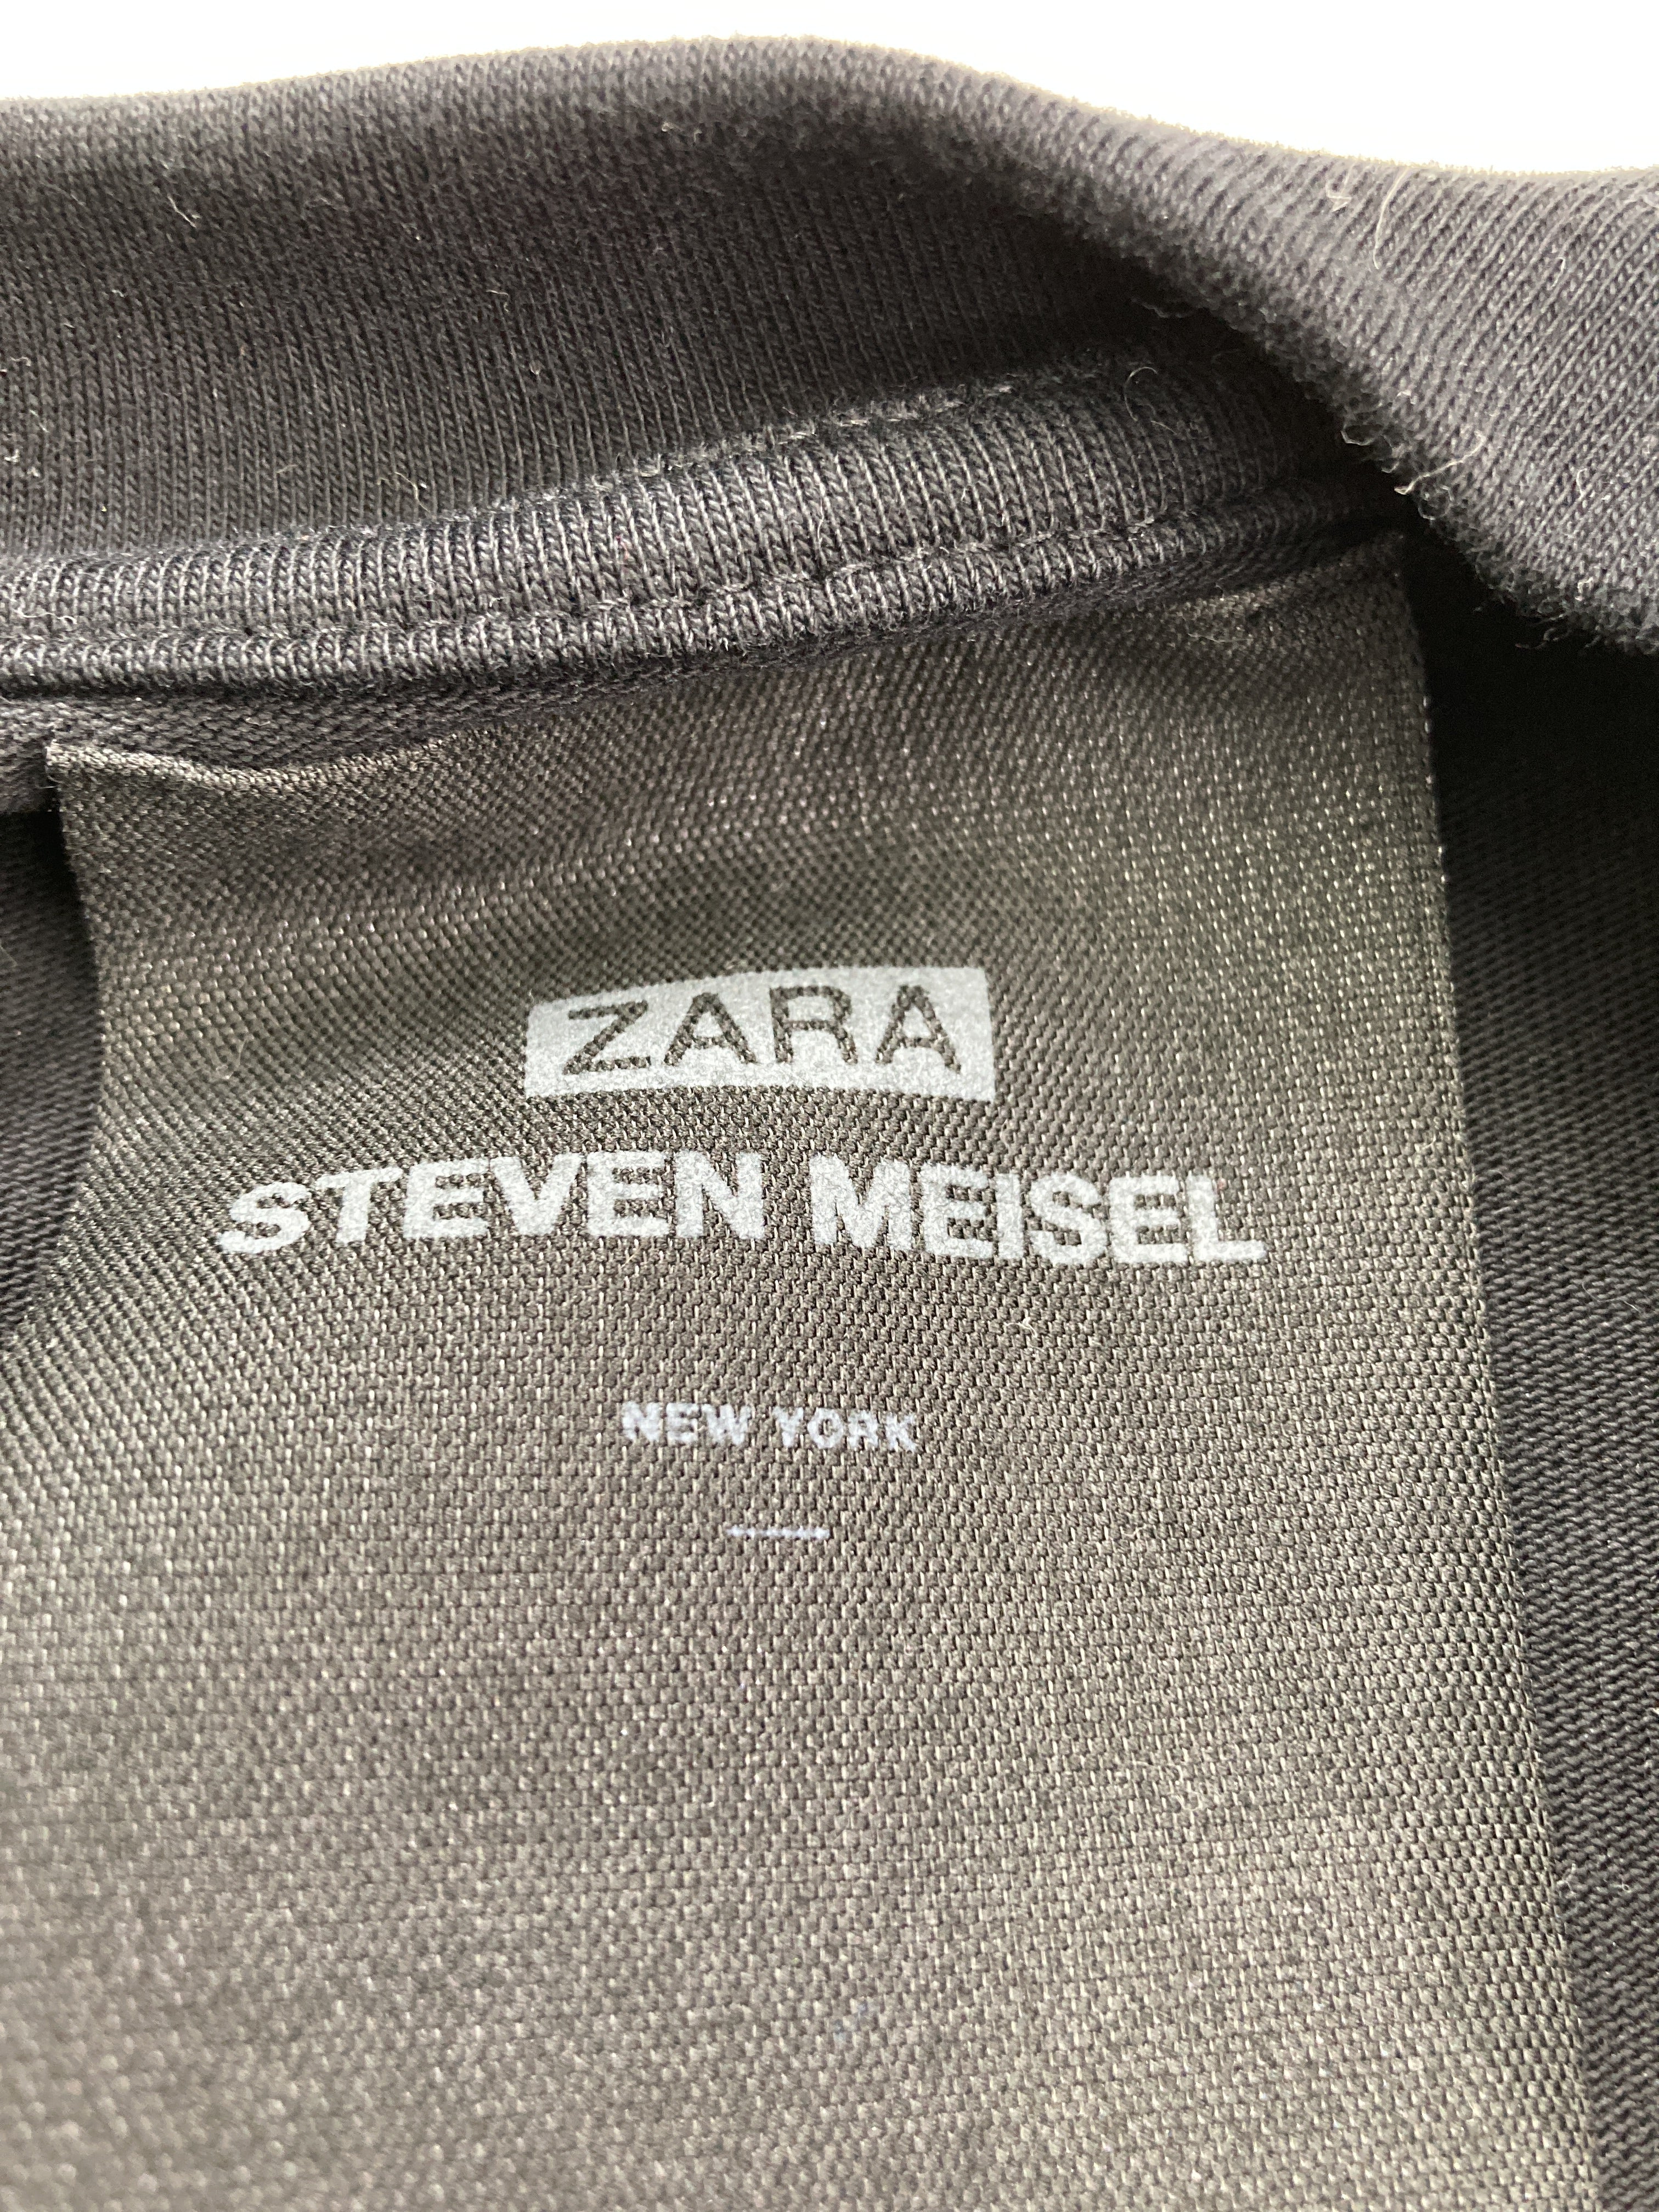 ZARA
STEVEN MEISEL
NEW YORK